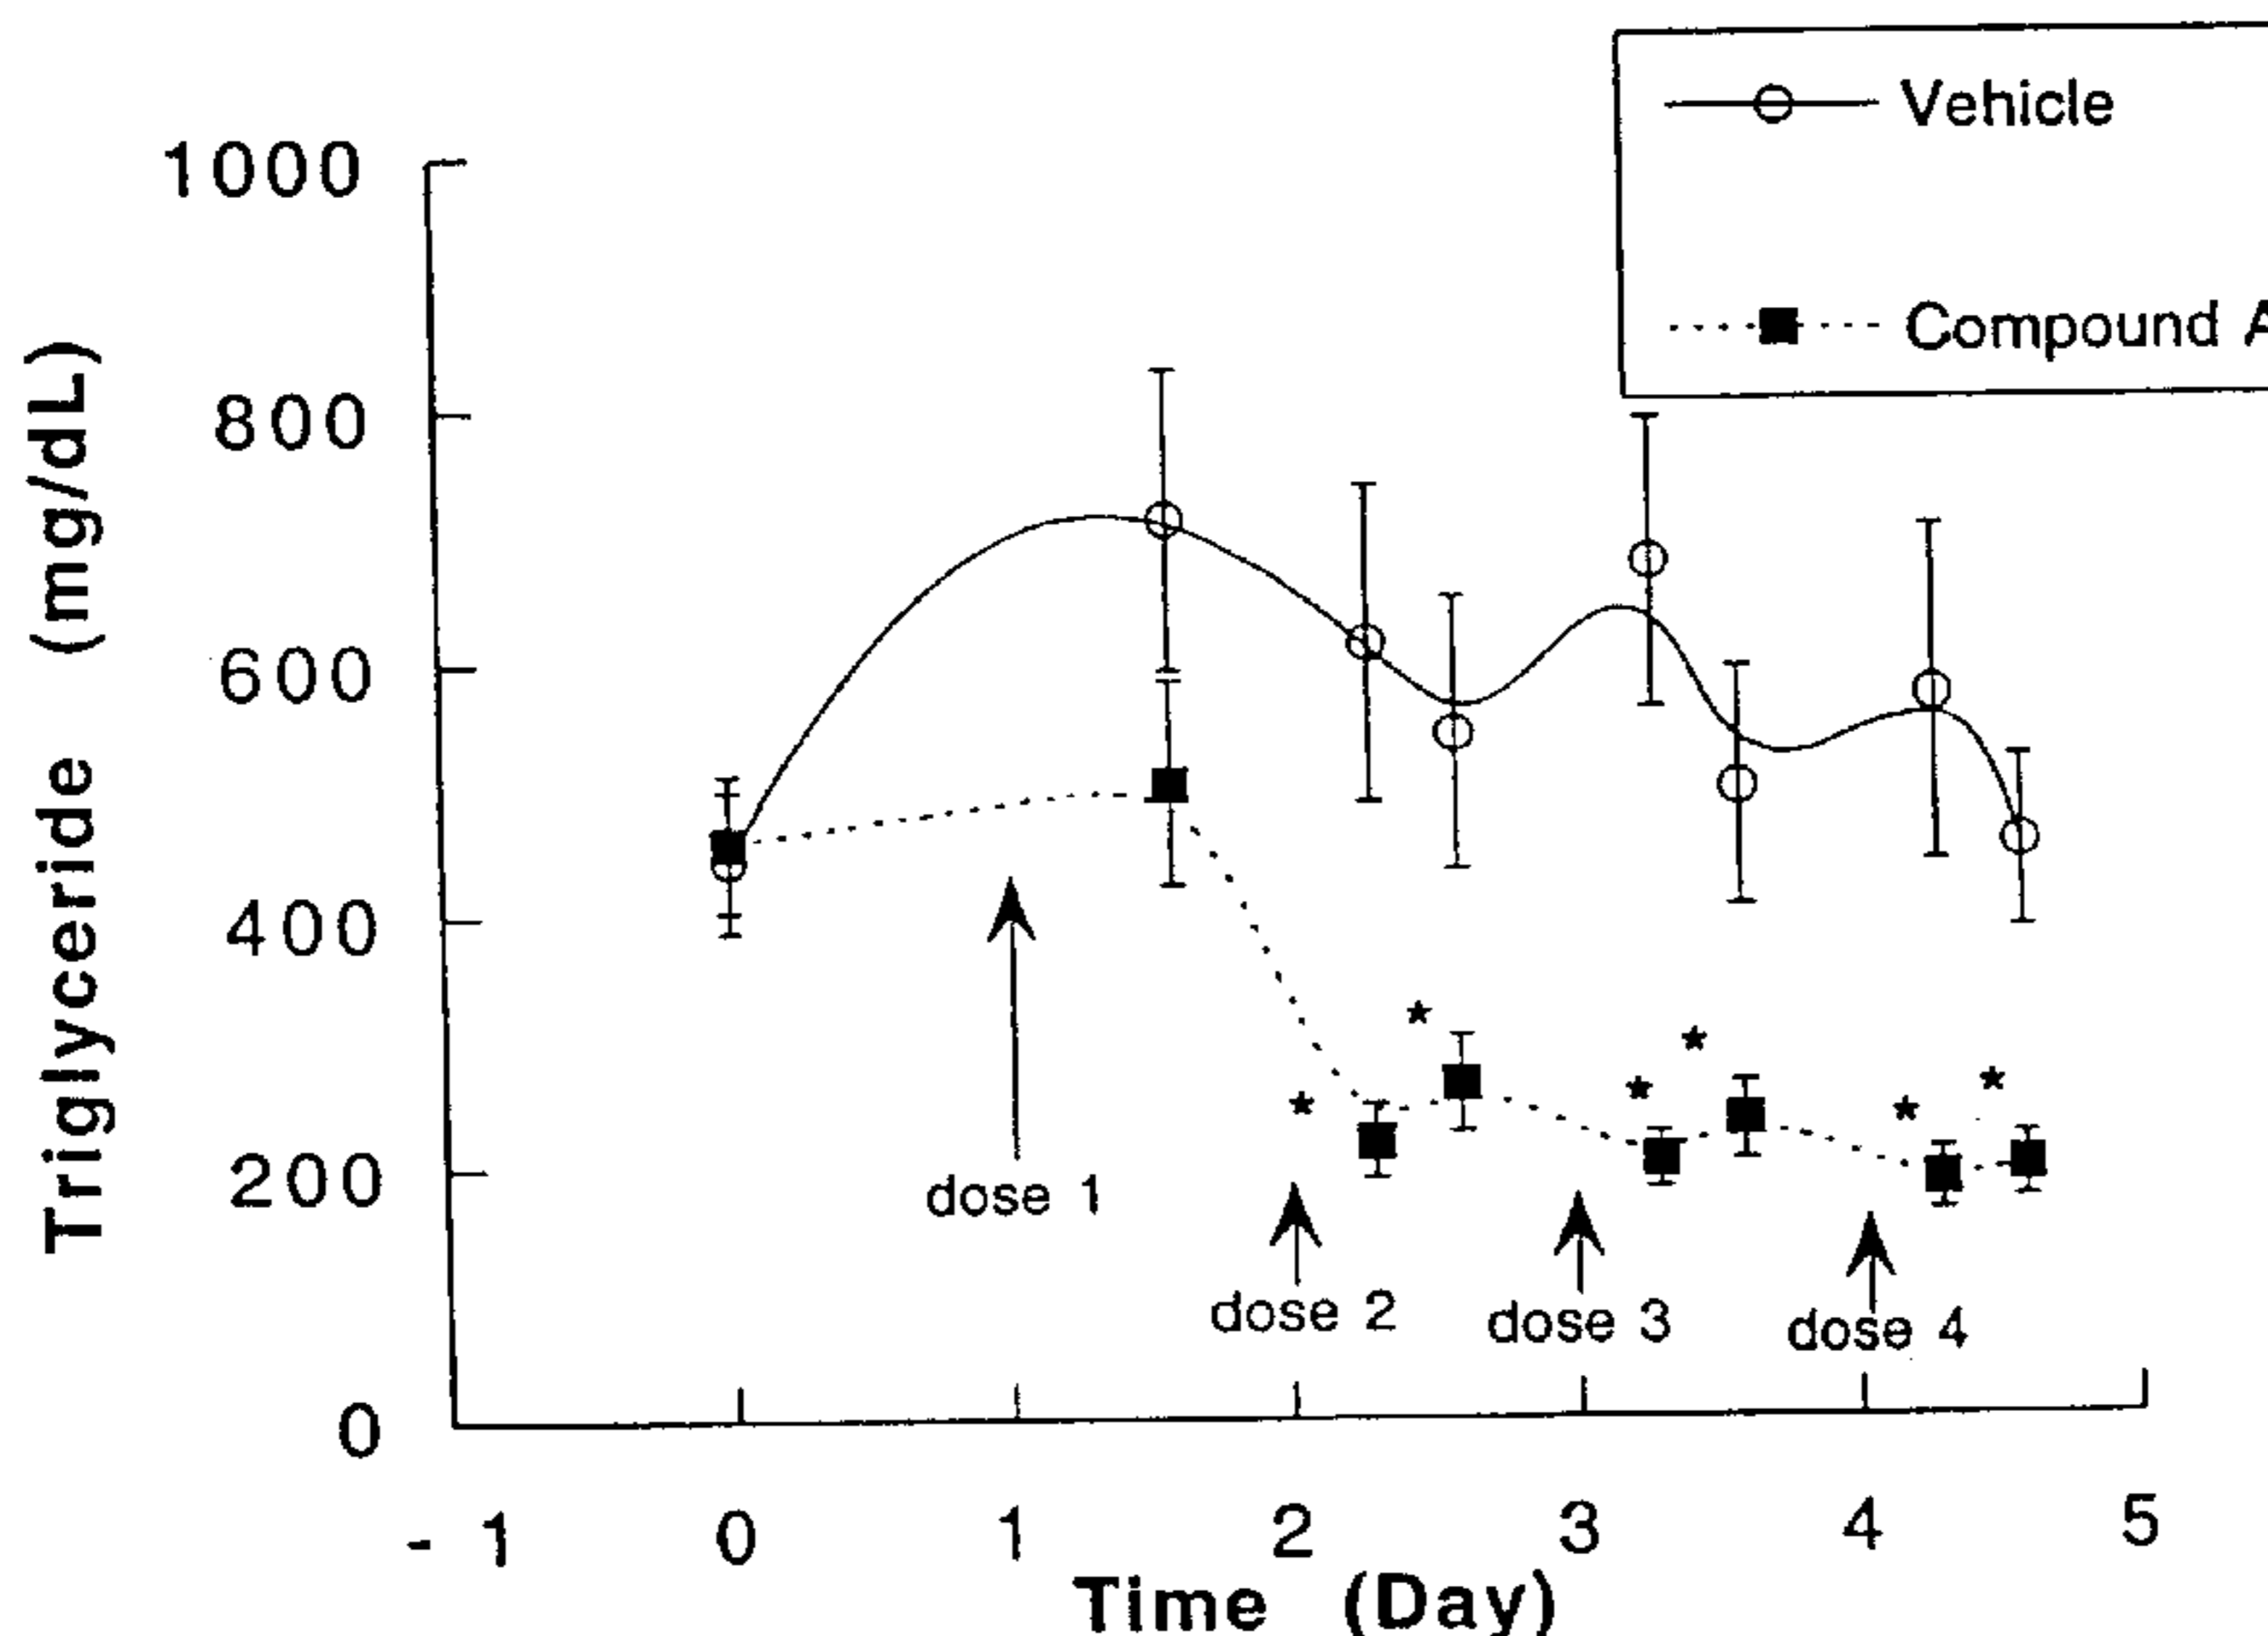 Vehicle
Compound A
1000
800
600
400
200
0
Triglyceride (mg/dL)
*
*
*
*
*
*
dose 1
dose 2
dose 3
dose 4
- 1 0 1 2 3 4 5
Time (Day)